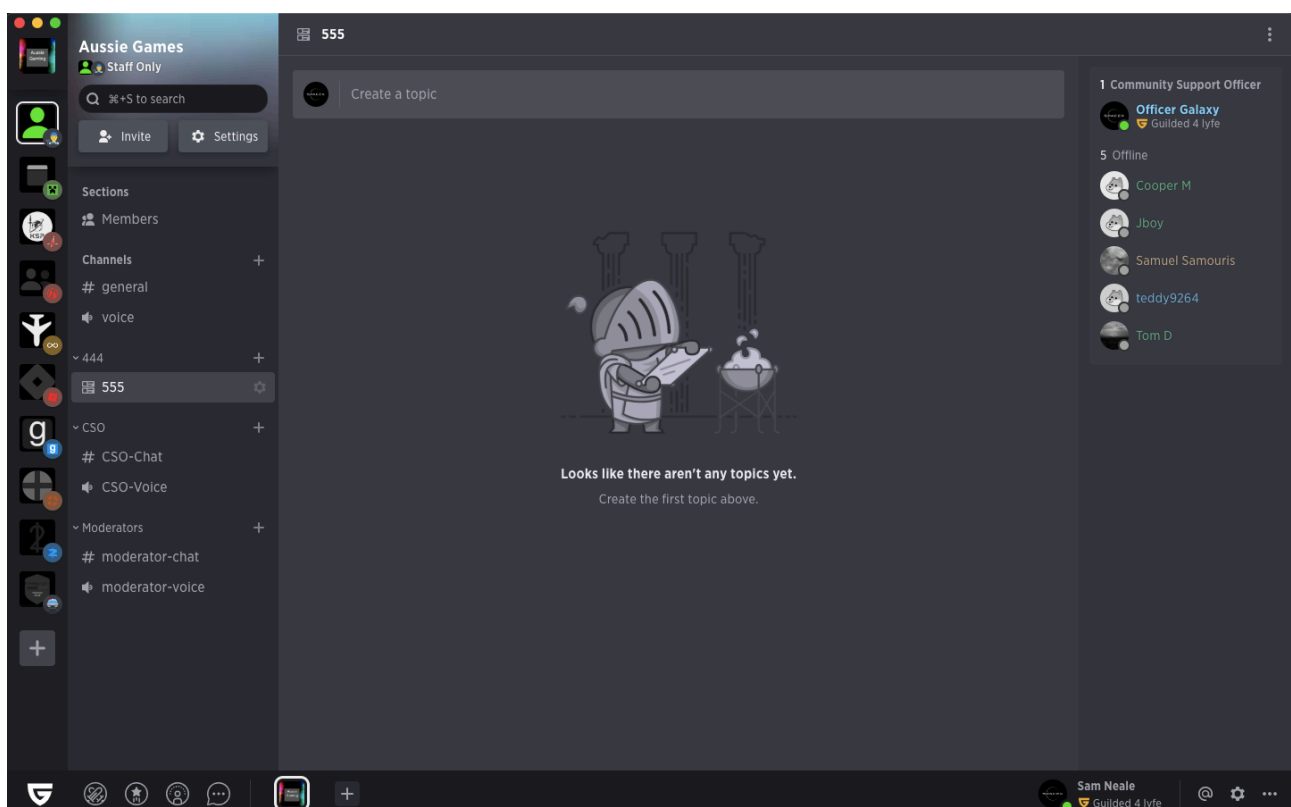 Aussie Games
Staff Only
⌘+S to search
Invite
Settings
Sections
Members
Channels
# general
voice
444
555
CSO
# CSO-Chat
CSO-Voice
Moderators
# moderator-chat
moderator-voice
555
Create a topic
Looks like there aren't any topics yet.
Create the first topic above.
1 Community Support Officer
Officer Galaxy
Guilded 4 lyfe
5 Offline
Cooper M
Jboy
Samuel Samouris
teddy9264
Tom D
Sam Neale
Guilded 4 lyfe